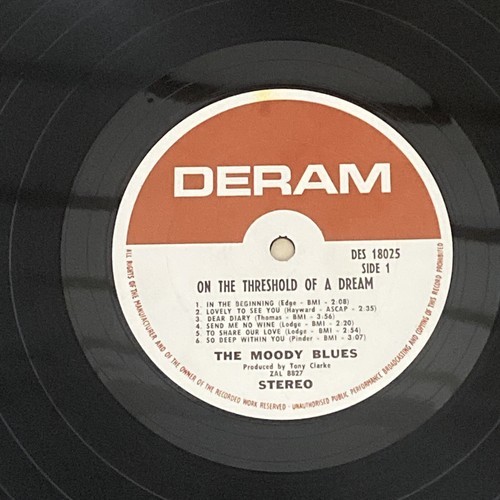 DERAM
DES 18025
SIDE 1
ON THE THRESHOLD OF A DREAM
1. IN THE BEGINNING (Edge - BMI - 2:08)
2. LOVELY TO SEE YOU (Hayward - ASCAP - 2:35)
3. DEAR DIARY (Thomas - BMI - 3:56)
4. SEND ME NO WINE (Lodge - BMI - 2:20)
5. TO SHARE OUR LOVE (Lodge - BMI - 2:54)
6. SO DEEP WITHIN YOU (Pinder - BMI - 3:07)
THE MOODY BLUES
Produced by Tony Clarke
ZAL 8827
STEREO
ALL RIGHTS OF THE MANUFACTURER AND OF THE OWNER OF THE RECORDED WORK RESERVED - UNAUTHORISED PUBLIC PERFORMANCE BROADCASTING AND COPYING OF THIS RECORD PROHIBITED